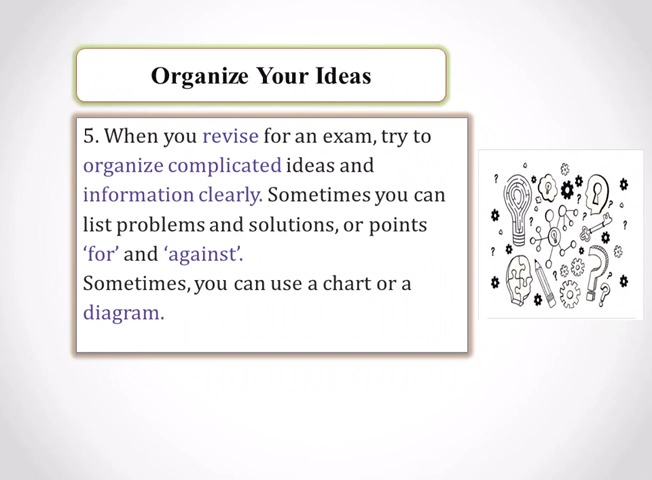 Organize Your Ideas
5. When you revise for an exam, try to
organize complicated ideas and
information clearly. Sometimes you can
list problems and solutions, or points
‘for’ and ‘against’.
Sometimes, you can use a chart or a
diagram.